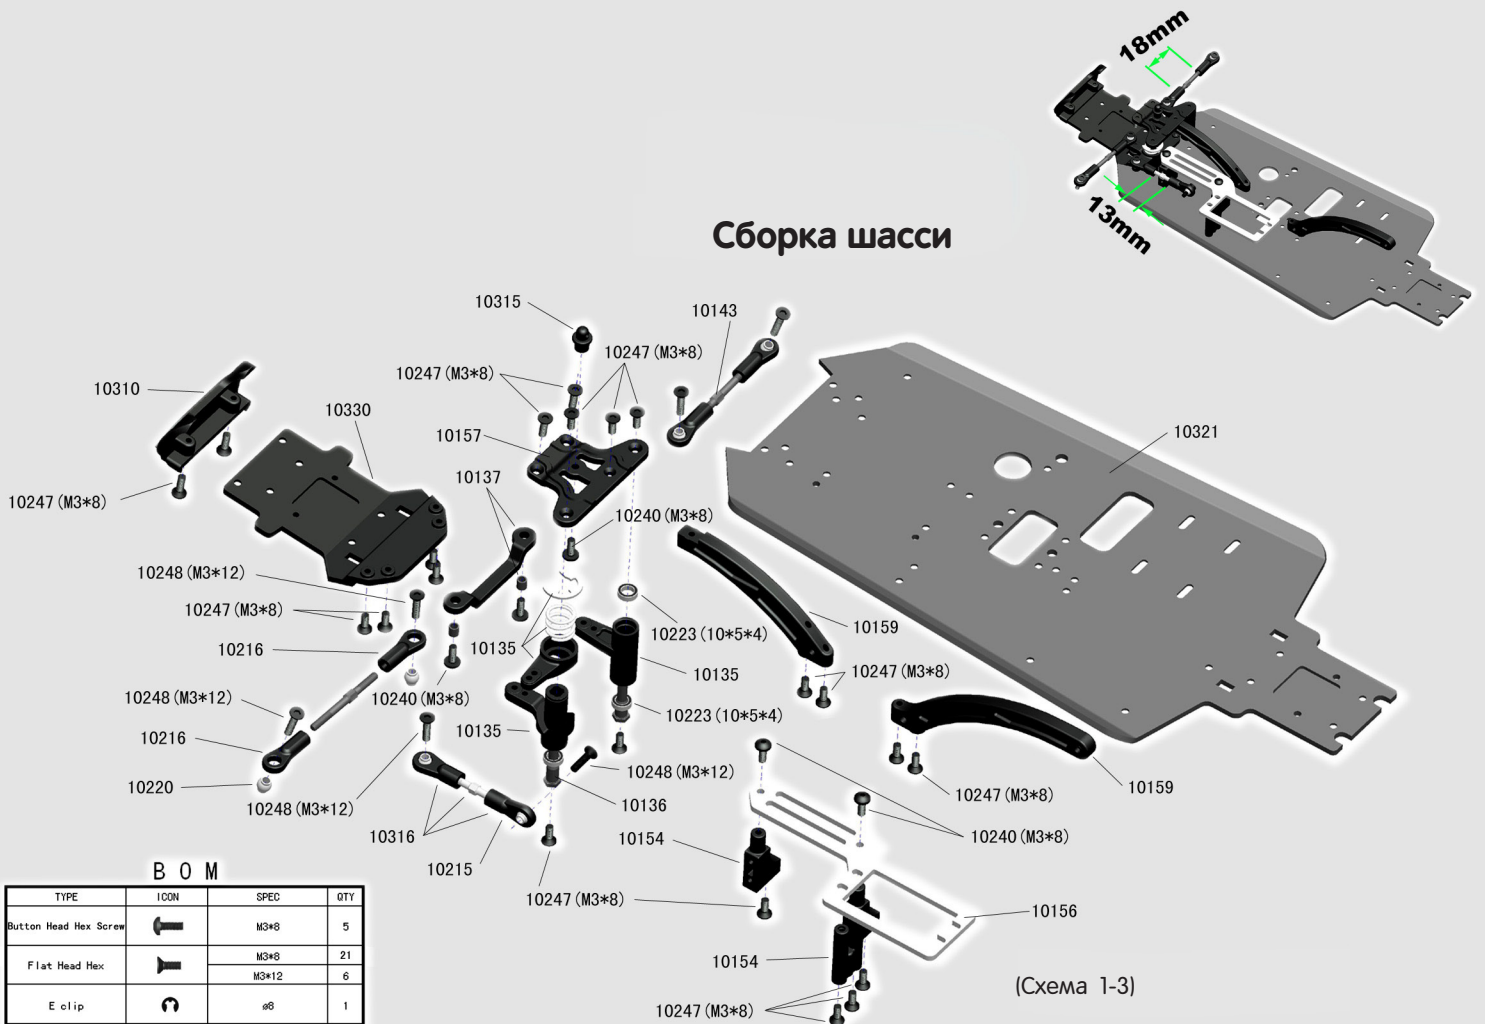 18mm
13mm
Сборка шасси
10315
10143
10247 (M3*8)
10247 (M3*8)
10310
10330
10157
10321
10137
10247 (M3*8)
10240 (M3*8)
10248 (M3*12)
10247 (M3*8)
10223 (10*5*4)
10159
10216
10135
10135
10247 (M3*8)
10248 (M3*12)
10240 (M3*8)
10223 (10*5*4)
10216
10135
10248 (M3*12)
10220
10248 (M3*12)
10136
10247 (M3*8)
10159
10316
10154
10240 (M3*8)
10215
10247 (M3*8)
10156
10154
10247 (M3*8)
(Схема 1-3)
B O M
TYPE ICON SPEC QTY
Button Head Hex Screw M3*8 5
Flat Head Hex M3*8 21
M3*12 6
E clip ø8 1